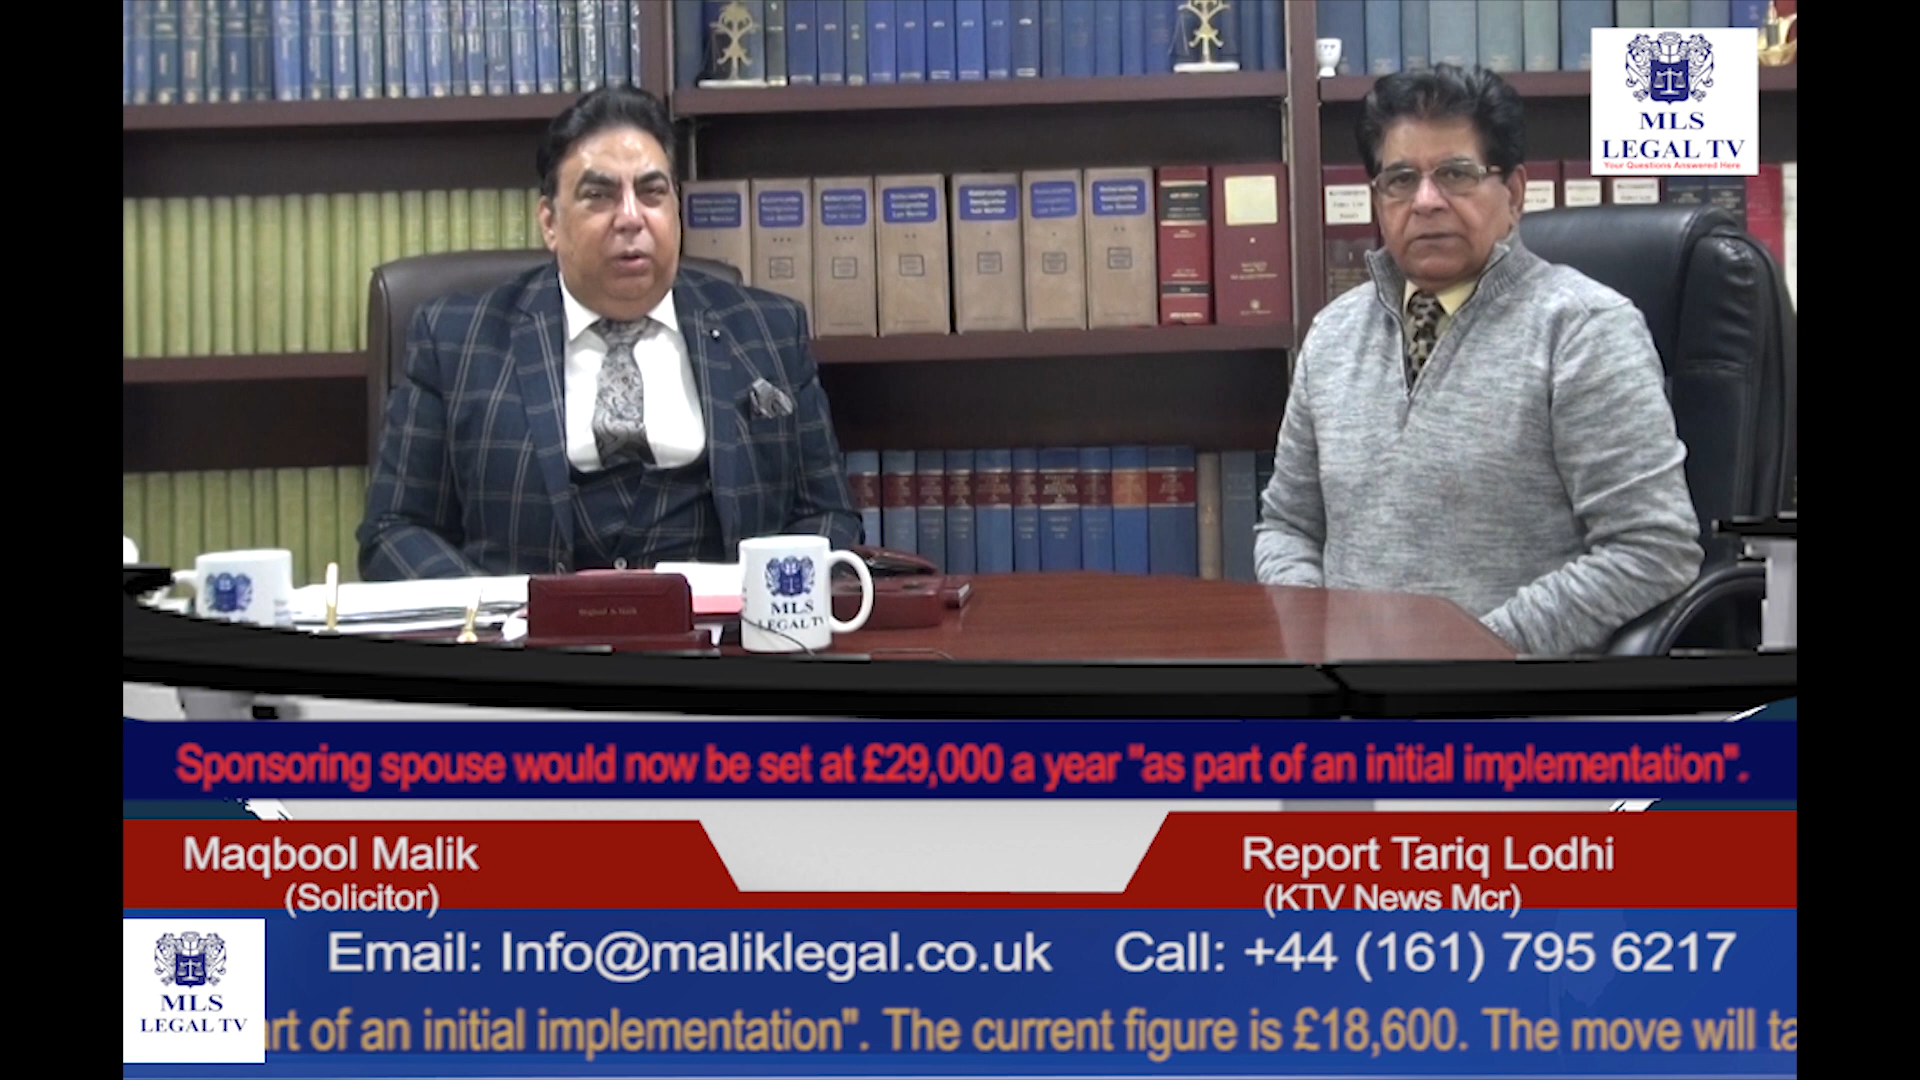 MLS
LEGAL TV
Your Questions Answered Here
MLS
LEGAL TV
Sponsoring spouse would now be set at £29,000 a year "as part of an initial implementation".
Maqbool Malik
(Solicitor)
Report Tariq Lodhi
(KTV News Mcr)
Email: Info@maliklegal.co.uk
Call: +44 (161) 795 6217
MLS
LEGAL TV
art of an initial implementation". The current figure is £18,600. The move will ta